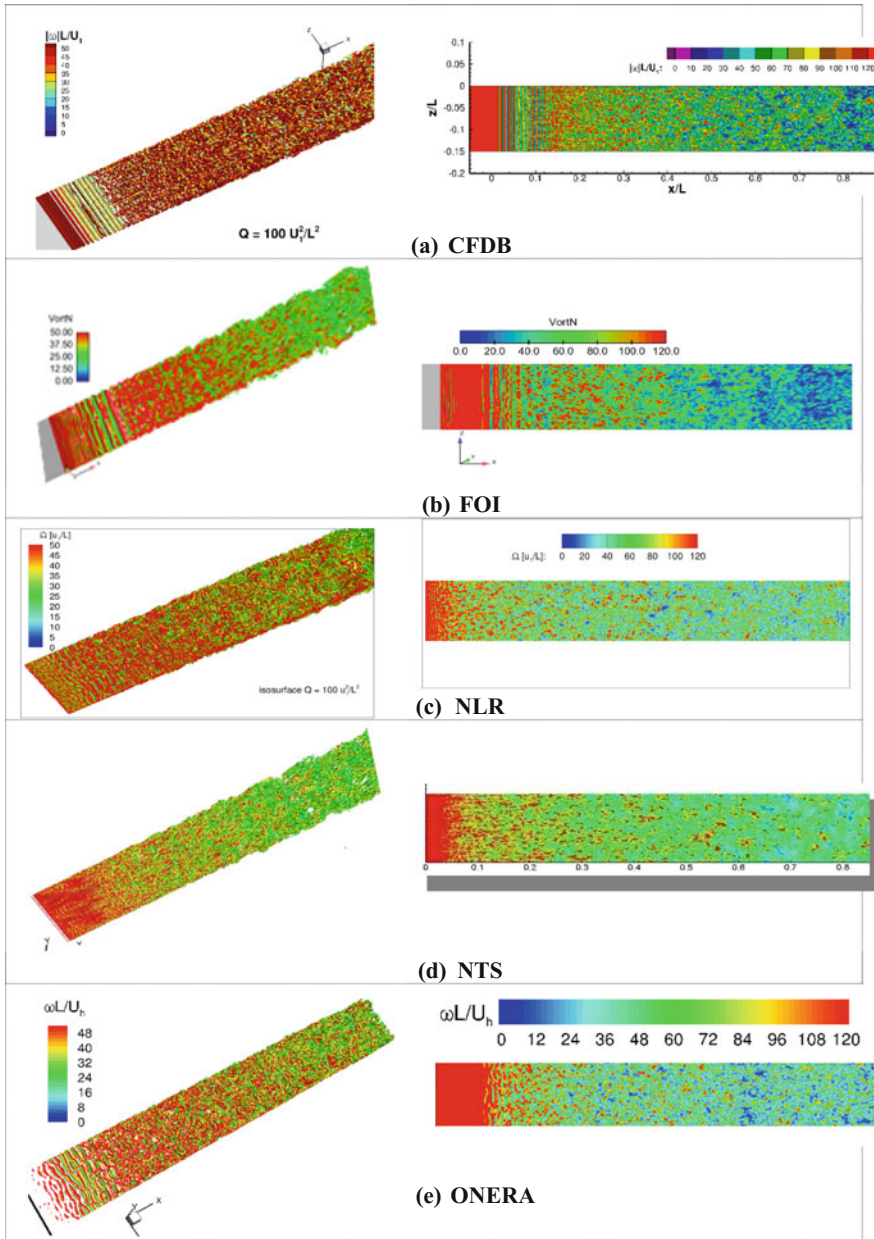 |ω|L/U₁
50
45
40
35
30
25
20
15
10
5
0
z
x
Q = 100 U₁²/L²
0.1
0.05
0
-0.05
-0.1
-0.15
-0.2
z/L
|ω|L/U₁: 0 10 20 30 40 50 60 70 80 90 100 110 120
0 0.1 0.2 0.3 0.4 0.5 0.6 0.7 0.8
x/L
(a) CFDB
VortN
50.00
37.50
25.00
12.50
0.00
VortN
0.0 20.0 40.0 60.0 80.0 100.0 120.0
Z
Y
X
(b) FOI
Ω [u₁/L]
50
45
40
35
30
25
20
15
10
5
0
isosurface Q = 100 u₁²/L²
Ω [u₁/L]: 0 20 40 60 80 100 120
(c) NLR
0 0.1 0.2 0.3 0.4 0.5 0.6 0.7 0.8
(d) NTS
ωL/Uₕ
48
40
32
24
16
8
0
Y
X
ωL/Uₕ
0 12 24 36 48 60 72 84 96 108 120
(e) ONERA